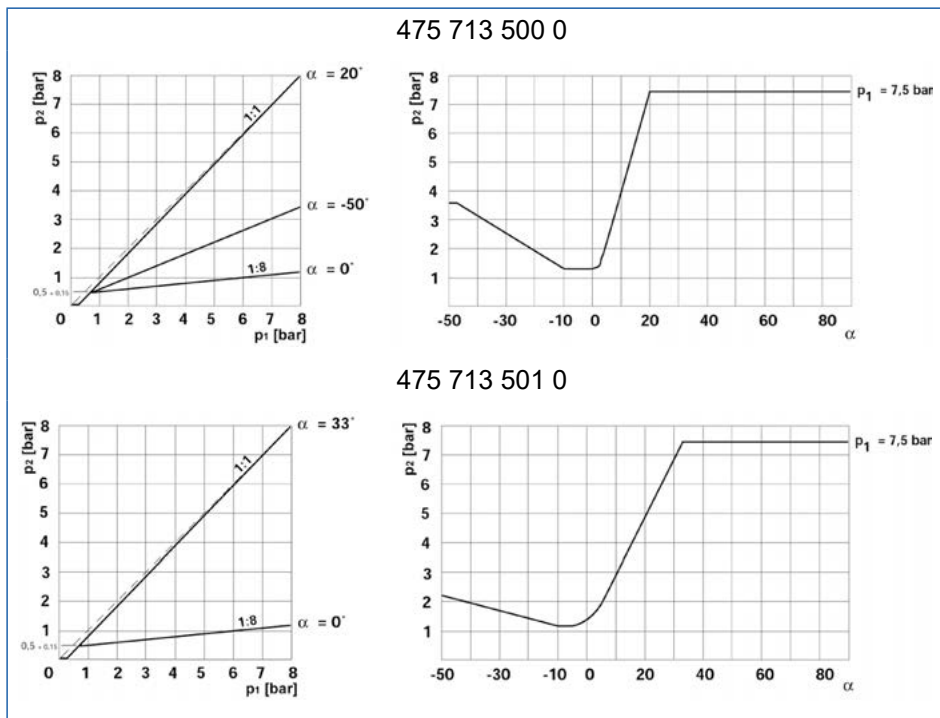 475 713 500 0
p2 [bar]
8
7
6
5
4
3
2
1
0,5 + 0.15
0
1 2 3 4 5 6 7 8
p1 [bar]
1:1
1:8
α = 20°
α = -50°
α = 0°
8
7
6
5
4
3
2
1
p2 [bar]
-50 -30 -10 0 20 40 60 80
α
p1 = 7,5 bar
475 713 501 0
p2 [bar]
8
7
6
5
4
3
2
1
0,5 + 0.15
0
1 2 3 4 5 6 7 8
p1 [bar]
1:1
1:8
α = 33°
α = 0°
8
7
6
5
4
3
2
1
p2 [bar]
-50 -30 -10 0 20 40 60 80
α
p1 = 7,5 bar